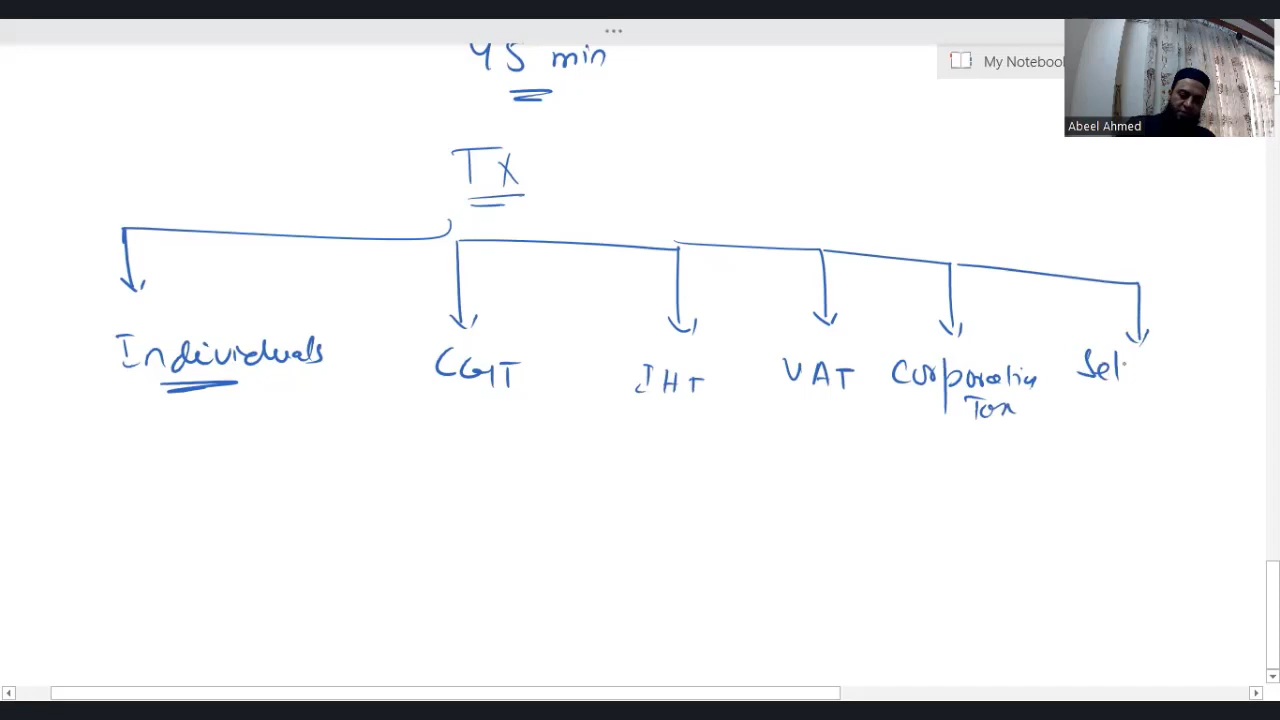 45 min
My Notebook
Abeel Ahmed
TX
Individuals CGT IHT VAT Corporation Tax Sel